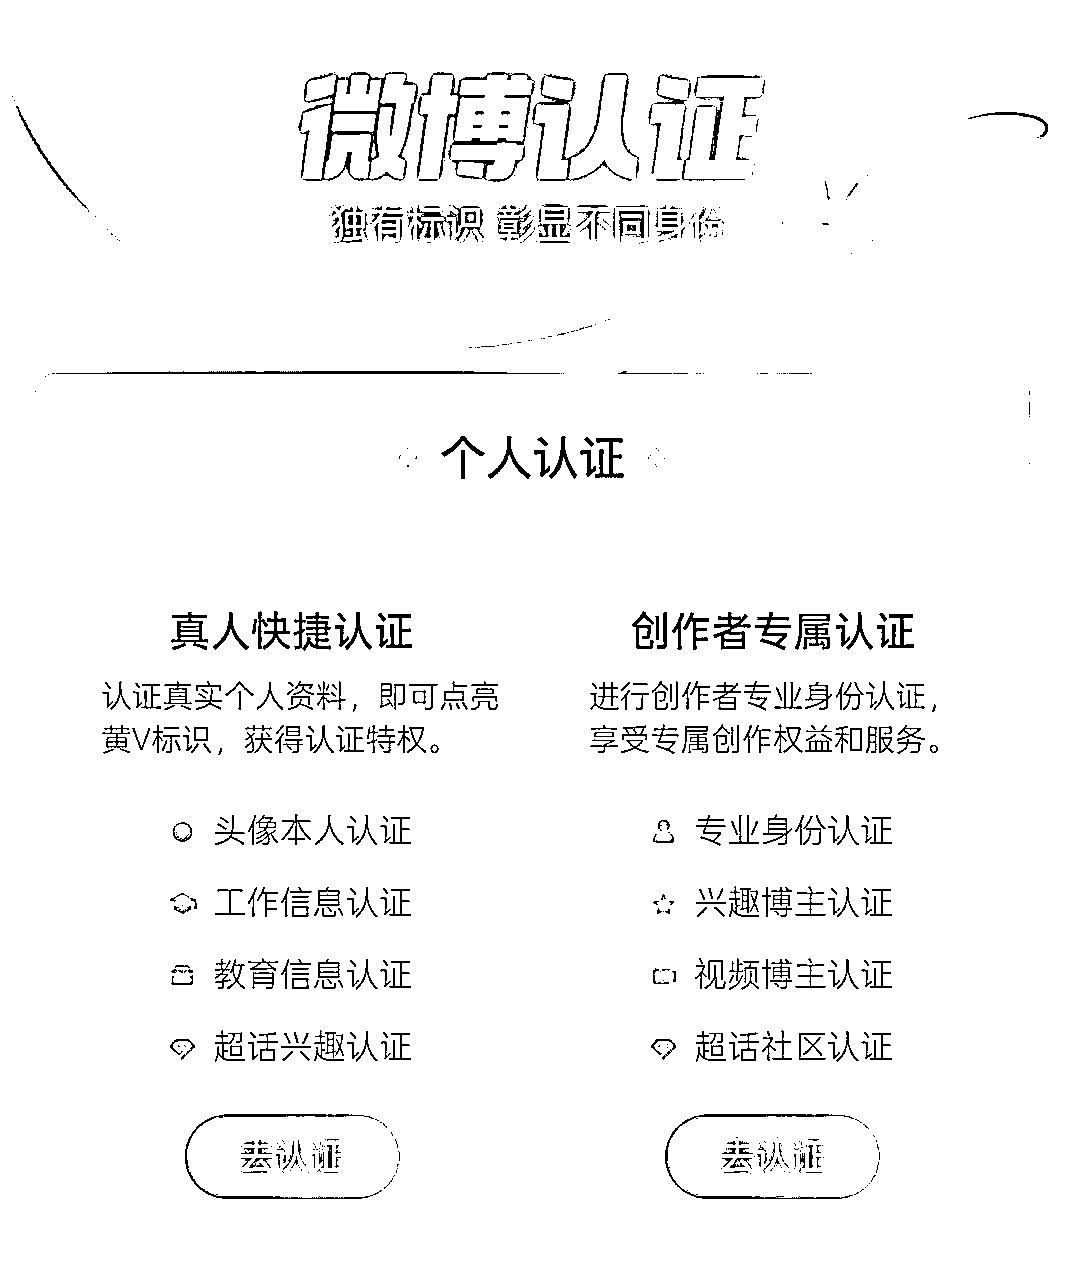 微博认证
独有标识 彰显不同身份
个人认证
真人快捷认证
认证真实个人资料，即可点亮
黄V标识，获得认证特权。
头像本人认证
工作信息认证
教育信息认证
超话兴趣认证
去认证
创作者专属认证
进行创作者专业身份认证，
享受专属创作权益和服务。
专业身份认证
兴趣博主认证
视频博主认证
超话社区认证
去认证